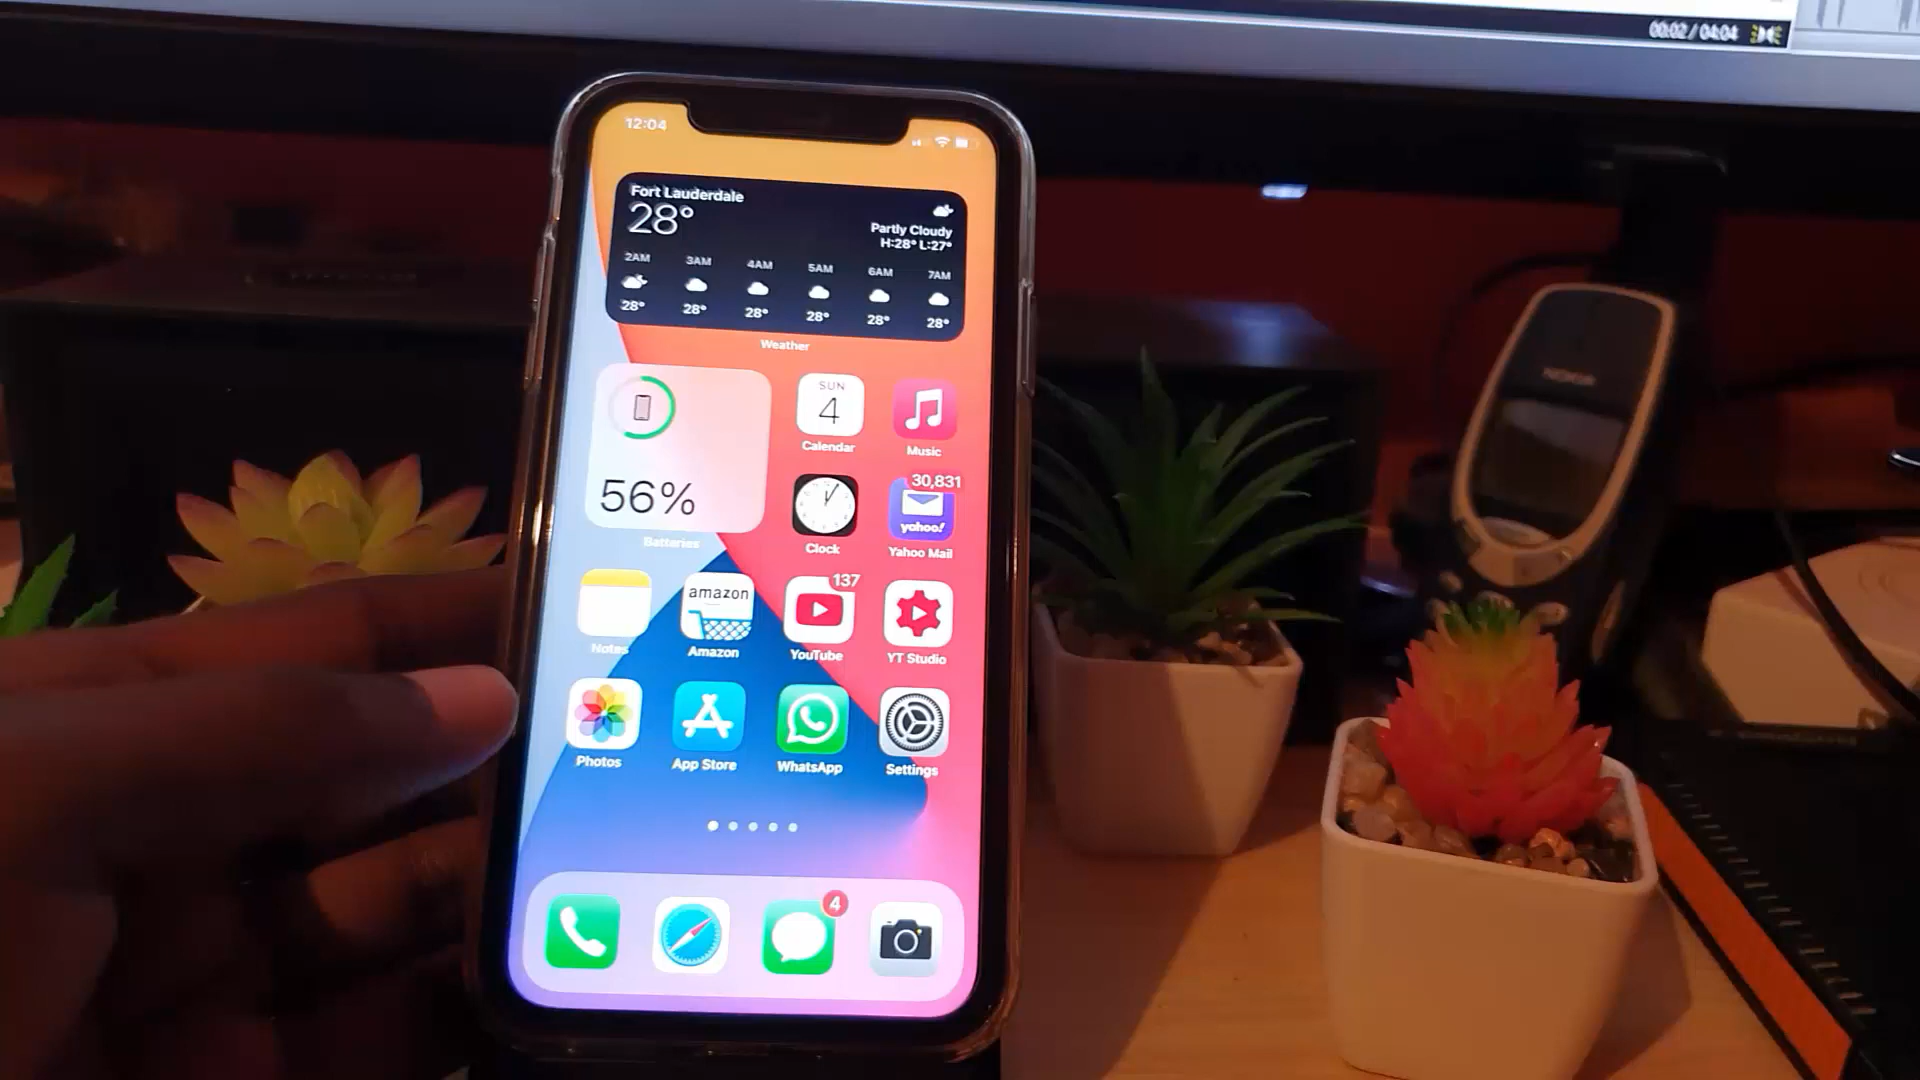 00:02 / 04:04
12:04
Fort Lauderdale
28°
Partly Cloudy
H:28° L:27°
2AM 3AM 4AM 5AM 6AM 7AM
28° 28° 28° 28° 28° 28°
Weather
SUN
4
Calendar
Music
56%
Batteries
30,831
yahoo!
Clock
Yahoo Mail
amazon
137
Notes
Amazon
YouTube
YT Studio
Photos
App Store
WhatsApp
Settings
4
NOKIA